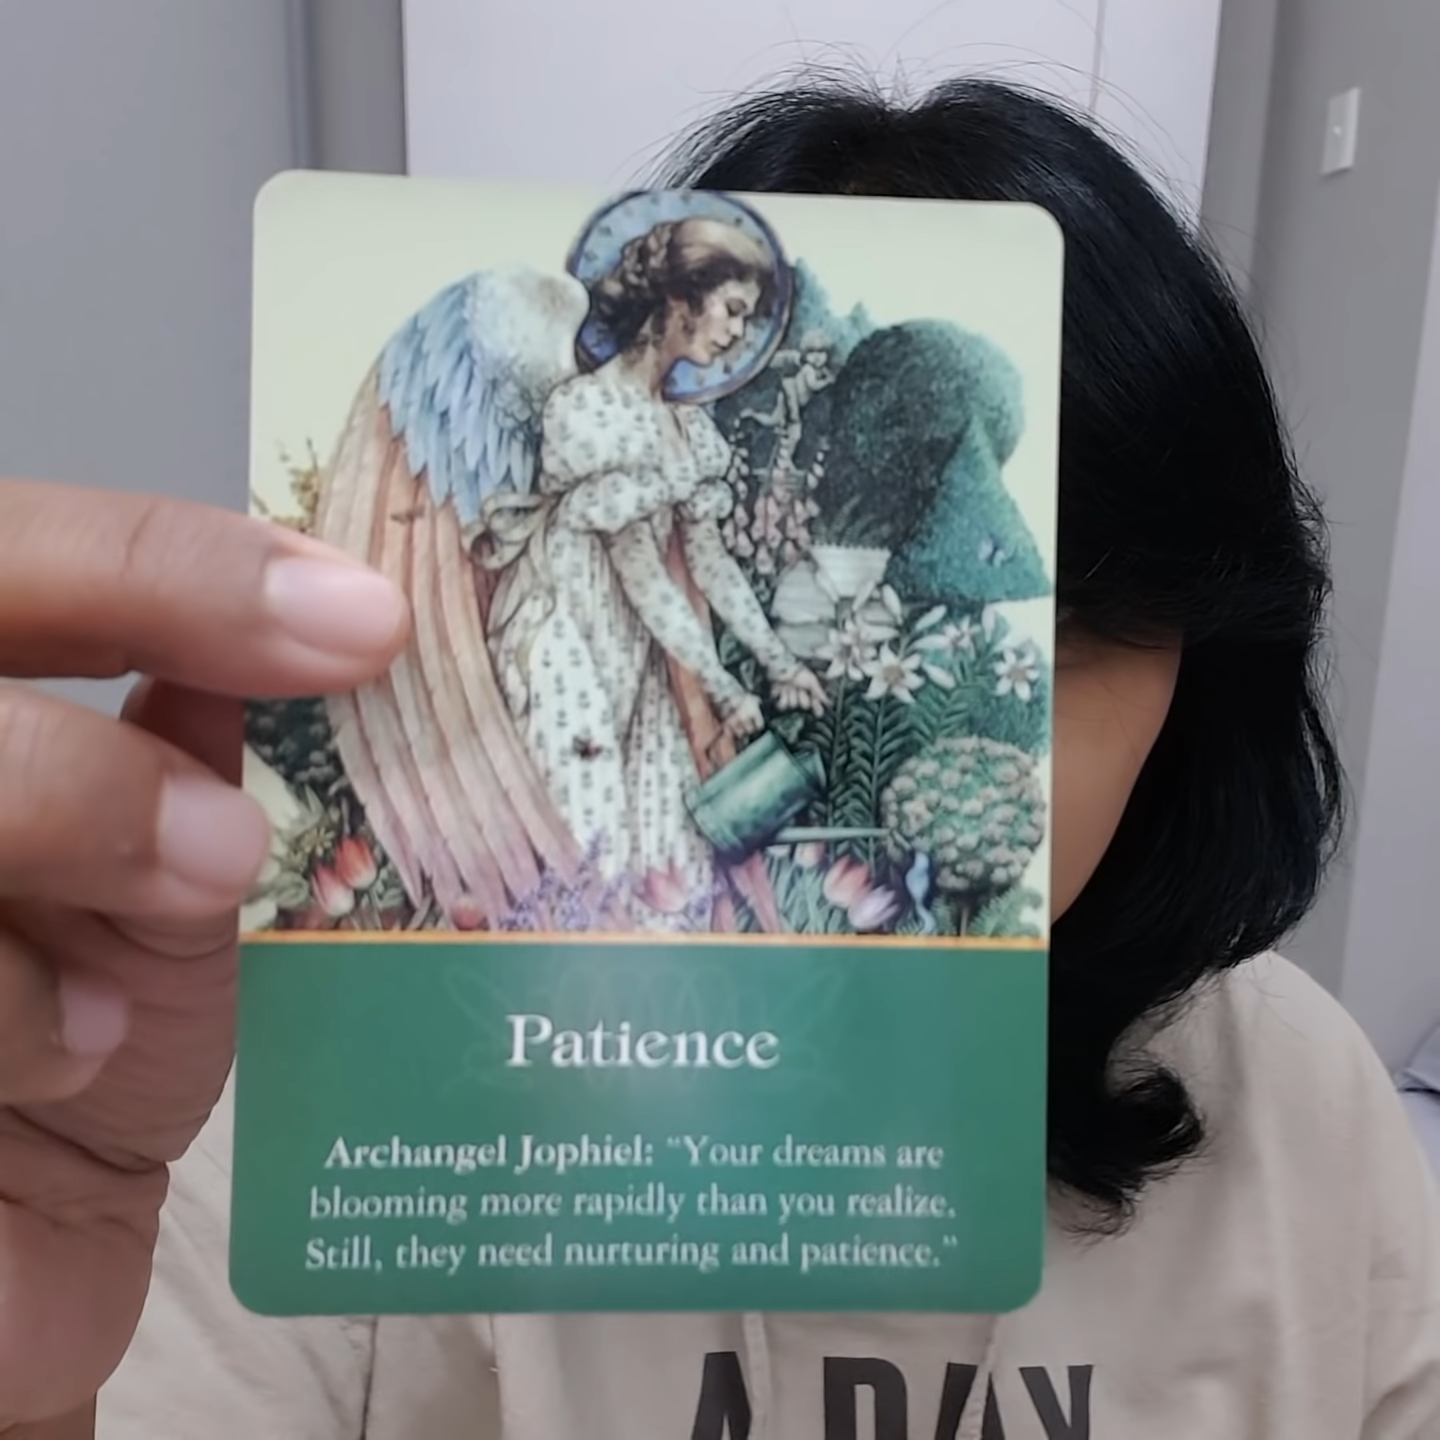 Patience
Archangel Jophiel: "Your dreams are
blooming more rapidly than you realize.
Still, they need nurturing and patience."
A DAY